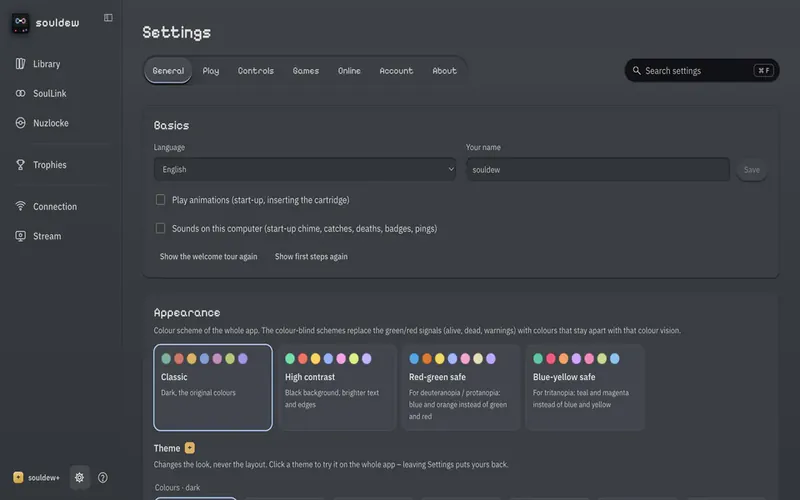 souldew
Library
SoulLink
Nuzlocke
Trophies
Connection
Stream
souldew+
Settings
General
Play
Controls
Games
Online
Account
About
Search settings
⌘ F
Basics
Language
English
Your name
souldew
Save
Play animations (start-up, inserting the cartridge)
Sounds on this computer (start-up chime, catches, deaths, badges, pings)
Show the welcome tour again
Show first steps again
Appearance
Colour scheme of the whole app. The colour-blind schemes replace the green/red signals (alive, dead, warnings) with colours that stay apart with that colour vision.
Classic
Dark, the original colours
High contrast
Black background, brighter text
and edges
Red-green safe
For deuteranopia / protanopia:
blue and orange instead of green
and red
Blue-yellow safe
For tritanopia: teal and magenta
instead of blue and yellow
Theme
Changes the look, never the layout. Click a theme to try it on the whole app – leaving Settings puts yours back.
Colours · dark